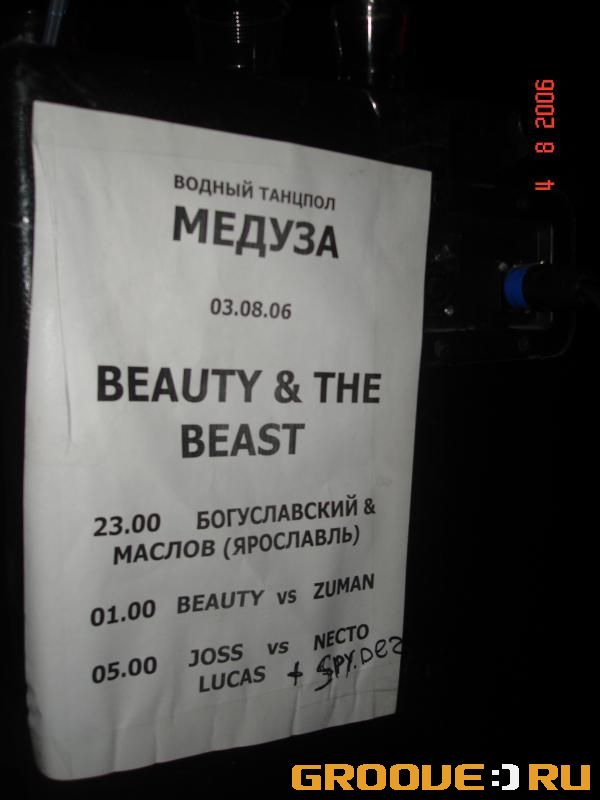 ВОДНЫЙ ТАНЦПОЛ
МЕДУЗА
03.08.06
BEAUTY & THE
BEAST
23.00 БОГУСЛАВСКИЙ &
МАСЛОВ (ЯРОСЛАВЛЬ)
01.00 BEAUTY vs ZUMAN
05.00 JOSS vs NECTO
LUCAS + SPY.DEZ
4 8 2006
GROOVE:) RU